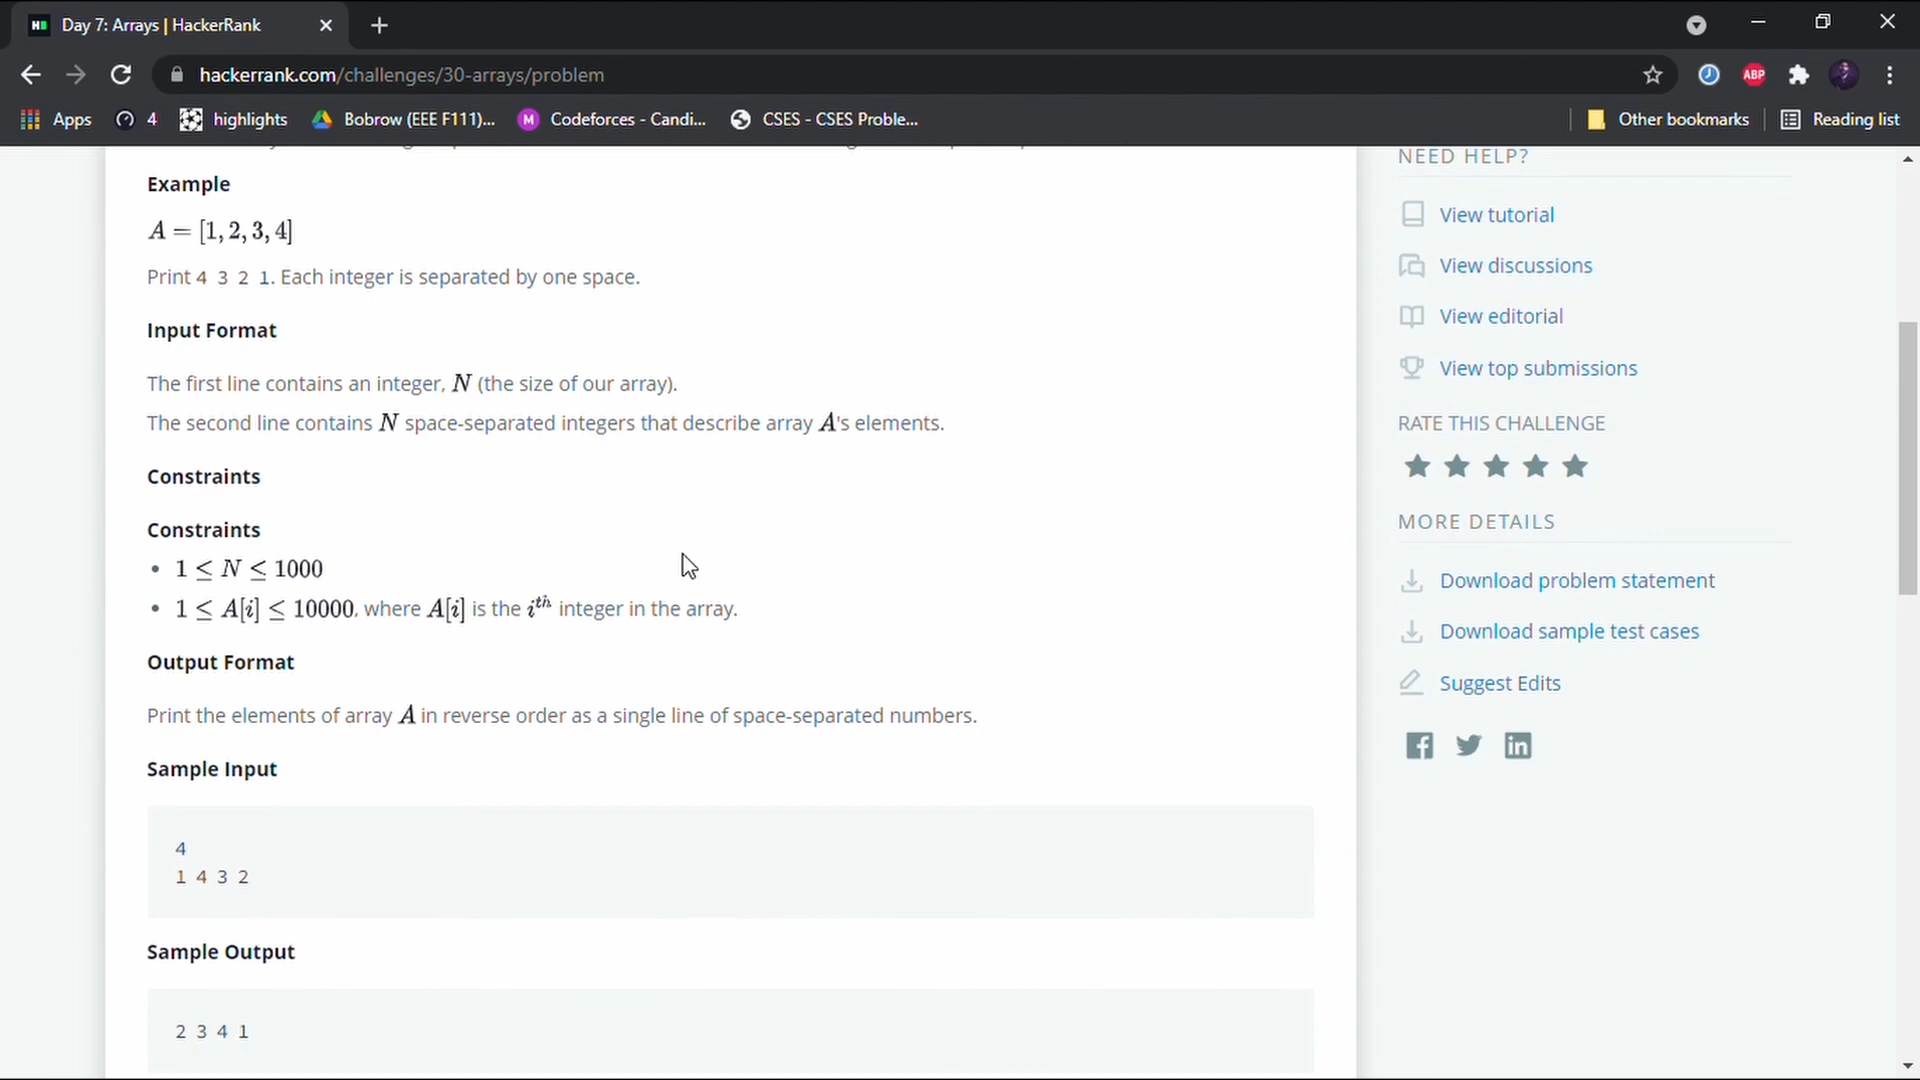 Day 7: Arrays | HackerRank
hackerrank.com/challenges/30-arrays/problem
ABP
Apps
4
highlights
Bobrow (EEE F111)...
M
Codeforces - Candi...
CSES - CSES Proble...
Other bookmarks
Reading list
Example
A = [1, 2, 3, 4]
Print 4 3 2 1. Each integer is separated by one space.
Input Format
The first line contains an integer, N (the size of our array).
The second line contains N space-separated integers that describe array A's elements.
Constraints
Constraints
• 1 ≤ N ≤ 1000
• 1 ≤ A[i] ≤ 10000, where A[i] is the iᵗʰ integer in the array.
Output Format
Print the elements of array A in reverse order as a single line of space-separated numbers.
Sample Input
4
1 4 3 2
Sample Output
2 3 4 1
NEED HELP?
View tutorial
View discussions
View editorial
View top submissions
RATE THIS CHALLENGE
MORE DETAILS
Download problem statement
Download sample test cases
Suggest Edits